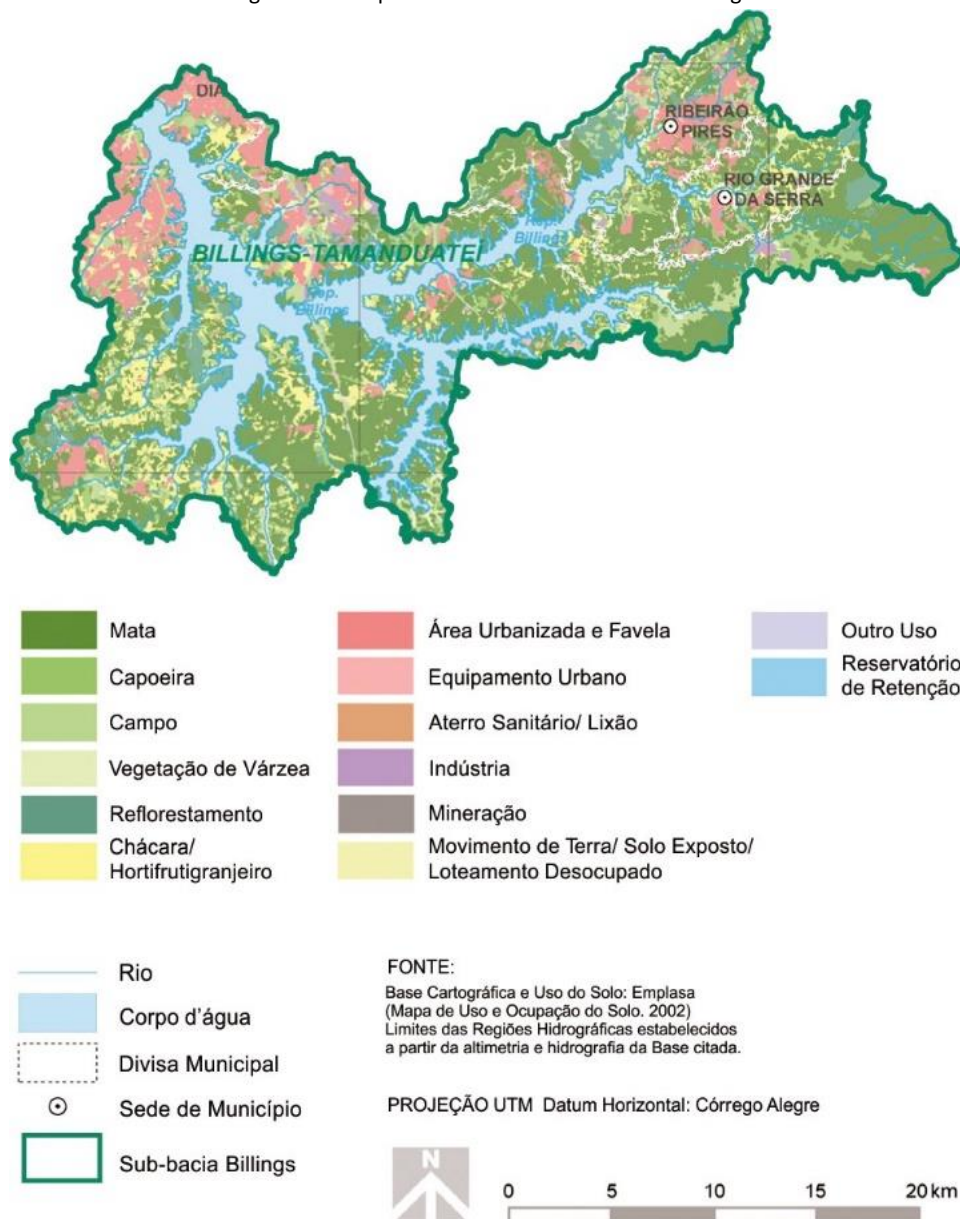 DIA
RIBEIRÃO
PIRES
RIO GRANDE
DA SERRA
Billings
BILLINGS-TAMANDUATEÍ
Rep.
Billings
Mata
Capoeira
Campo
Vegetação de Várzea
Reflorestamento
Chácara/
Hortifrutigranjeiro
Área Urbanizada e Favela
Equipamento Urbano
Aterro Sanitário/ Lixão
Indústria
Mineração
Movimento de Terra/ Solo Exposto/
Loteamento Desocupado
Outro Uso
Reservatório
de Retenção
Rio
Corpo d'água
Divisa Municipal
Sede de Município
Sub-bacia Billings
FONTE:
Base Cartográfica e Uso do Solo: Emplasa
(Mapa de Uso e Ocupação do Solo. 2002)
Limites das Regiões Hidrográficas estabelecidos
a partir da altimetria e hidrografia da Base citada.
PROJEÇÃO UTM Datum Horizontal: Córrego Alegre
N
0 5 10 15 20 km